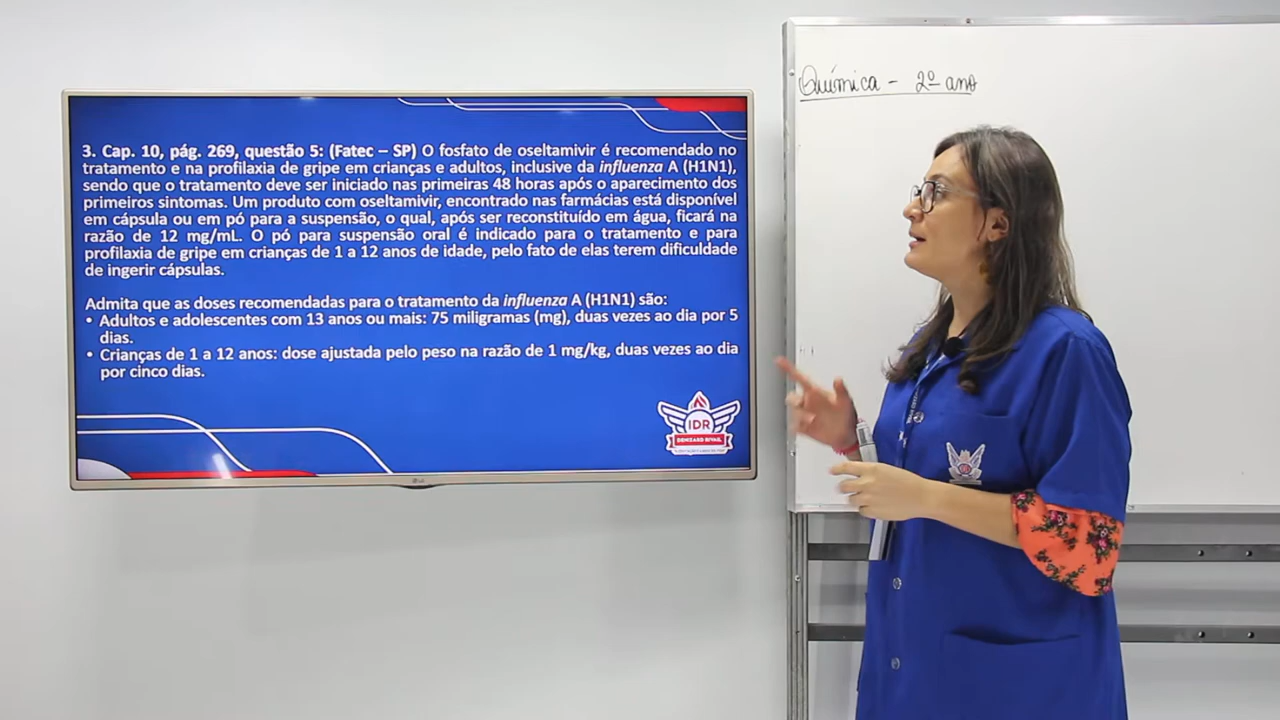 3. Cap. 10, pág. 269, questão 5: (Fatec – SP) O fosfato de oseltamivir é recomendado no
tratamento e na profilaxia de gripe em crianças e adultos, inclusive da influenza A (H1N1),
sendo que o tratamento deve ser iniciado nas primeiras 48 horas após o aparecimento dos
primeiros sintomas. Um produto com oseltamivir, encontrado nas farmácias está disponível
em cápsula ou em pó para a suspensão, o qual, após ser reconstituído em água, ficará na
razão de 12 mg/mL. O pó para suspensão oral é indicado para o tratamento e para
profilaxia de gripe em crianças de 1 a 12 anos de idade, pelo fato de elas terem dificuldade
de ingerir cápsulas.
Admita que as doses recomendadas para o tratamento da influenza A (H1N1) são:
• Adultos e adolescentes com 13 anos ou mais: 75 miligramas (mg), duas vezes ao dia por 5
dias.
• Crianças de 1 a 12 anos: dose ajustada pelo peso na razão de 1 mg/kg, duas vezes ao dia
por cinco dias.
IDR
DENIZARD RIVAIL
LG
Química - 2º ano